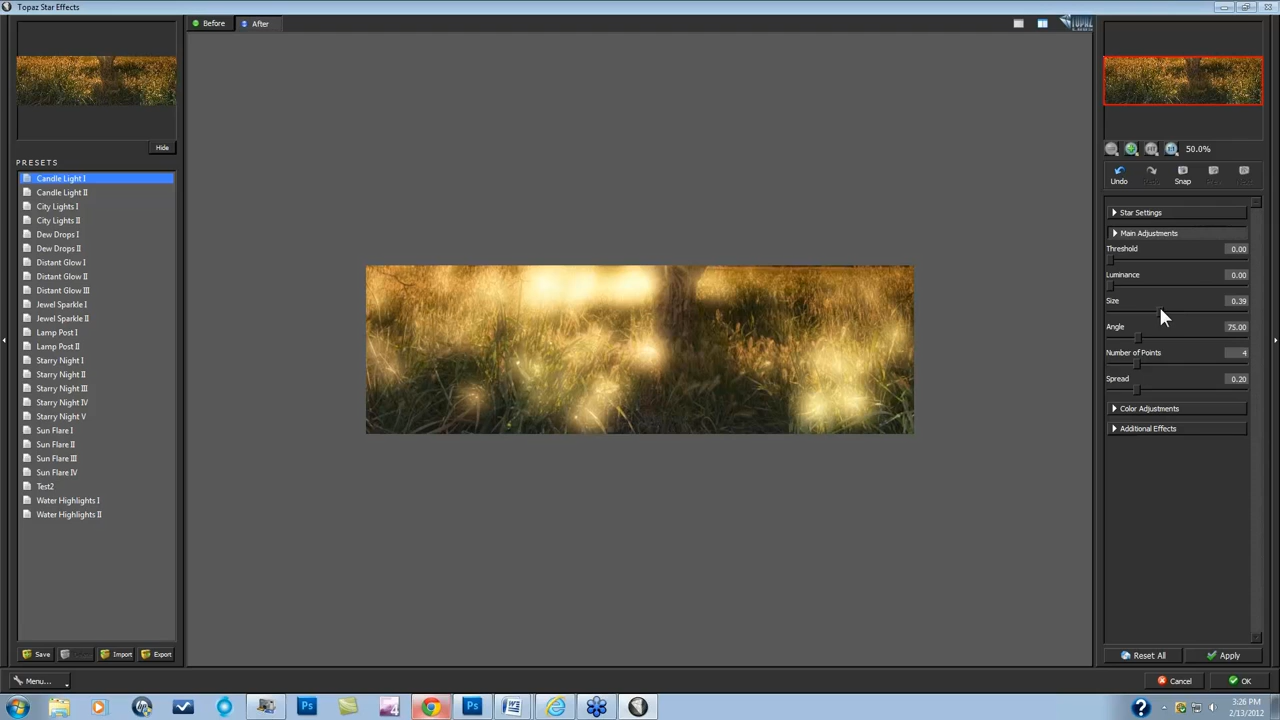 Topaz Star Effects
Before
After
TOPAZ
Hide
PRESETS
Candle Light I
Candle Light II
City Lights I
City Lights II
Dew Drops I
Dew Drops II
Distant Glow I
Distant Glow II
Distant Glow III
Jewel Sparkle I
Jewel Sparkle II
Lamp Post I
Lamp Post II
Starry Night I
Starry Night II
Starry Night III
Starry Night IV
Starry Night V
Sun Flare I
Sun Flare II
Sun Flare III
Sun Flare IV
Test2
Water Highlights I
Water Highlights II
Save
Import
Export
Menu...
50.0%
Undo
Snap
Star Settings
Main Adjustments
Threshold 0.00
Luminance 0.00
Size 0.39
Angle 75.00
Number of Points 4
Spread 0.20
Color Adjustments
Additional Effects
Reset All
Apply
Cancel
OK
3:26 PM
2/13/2012